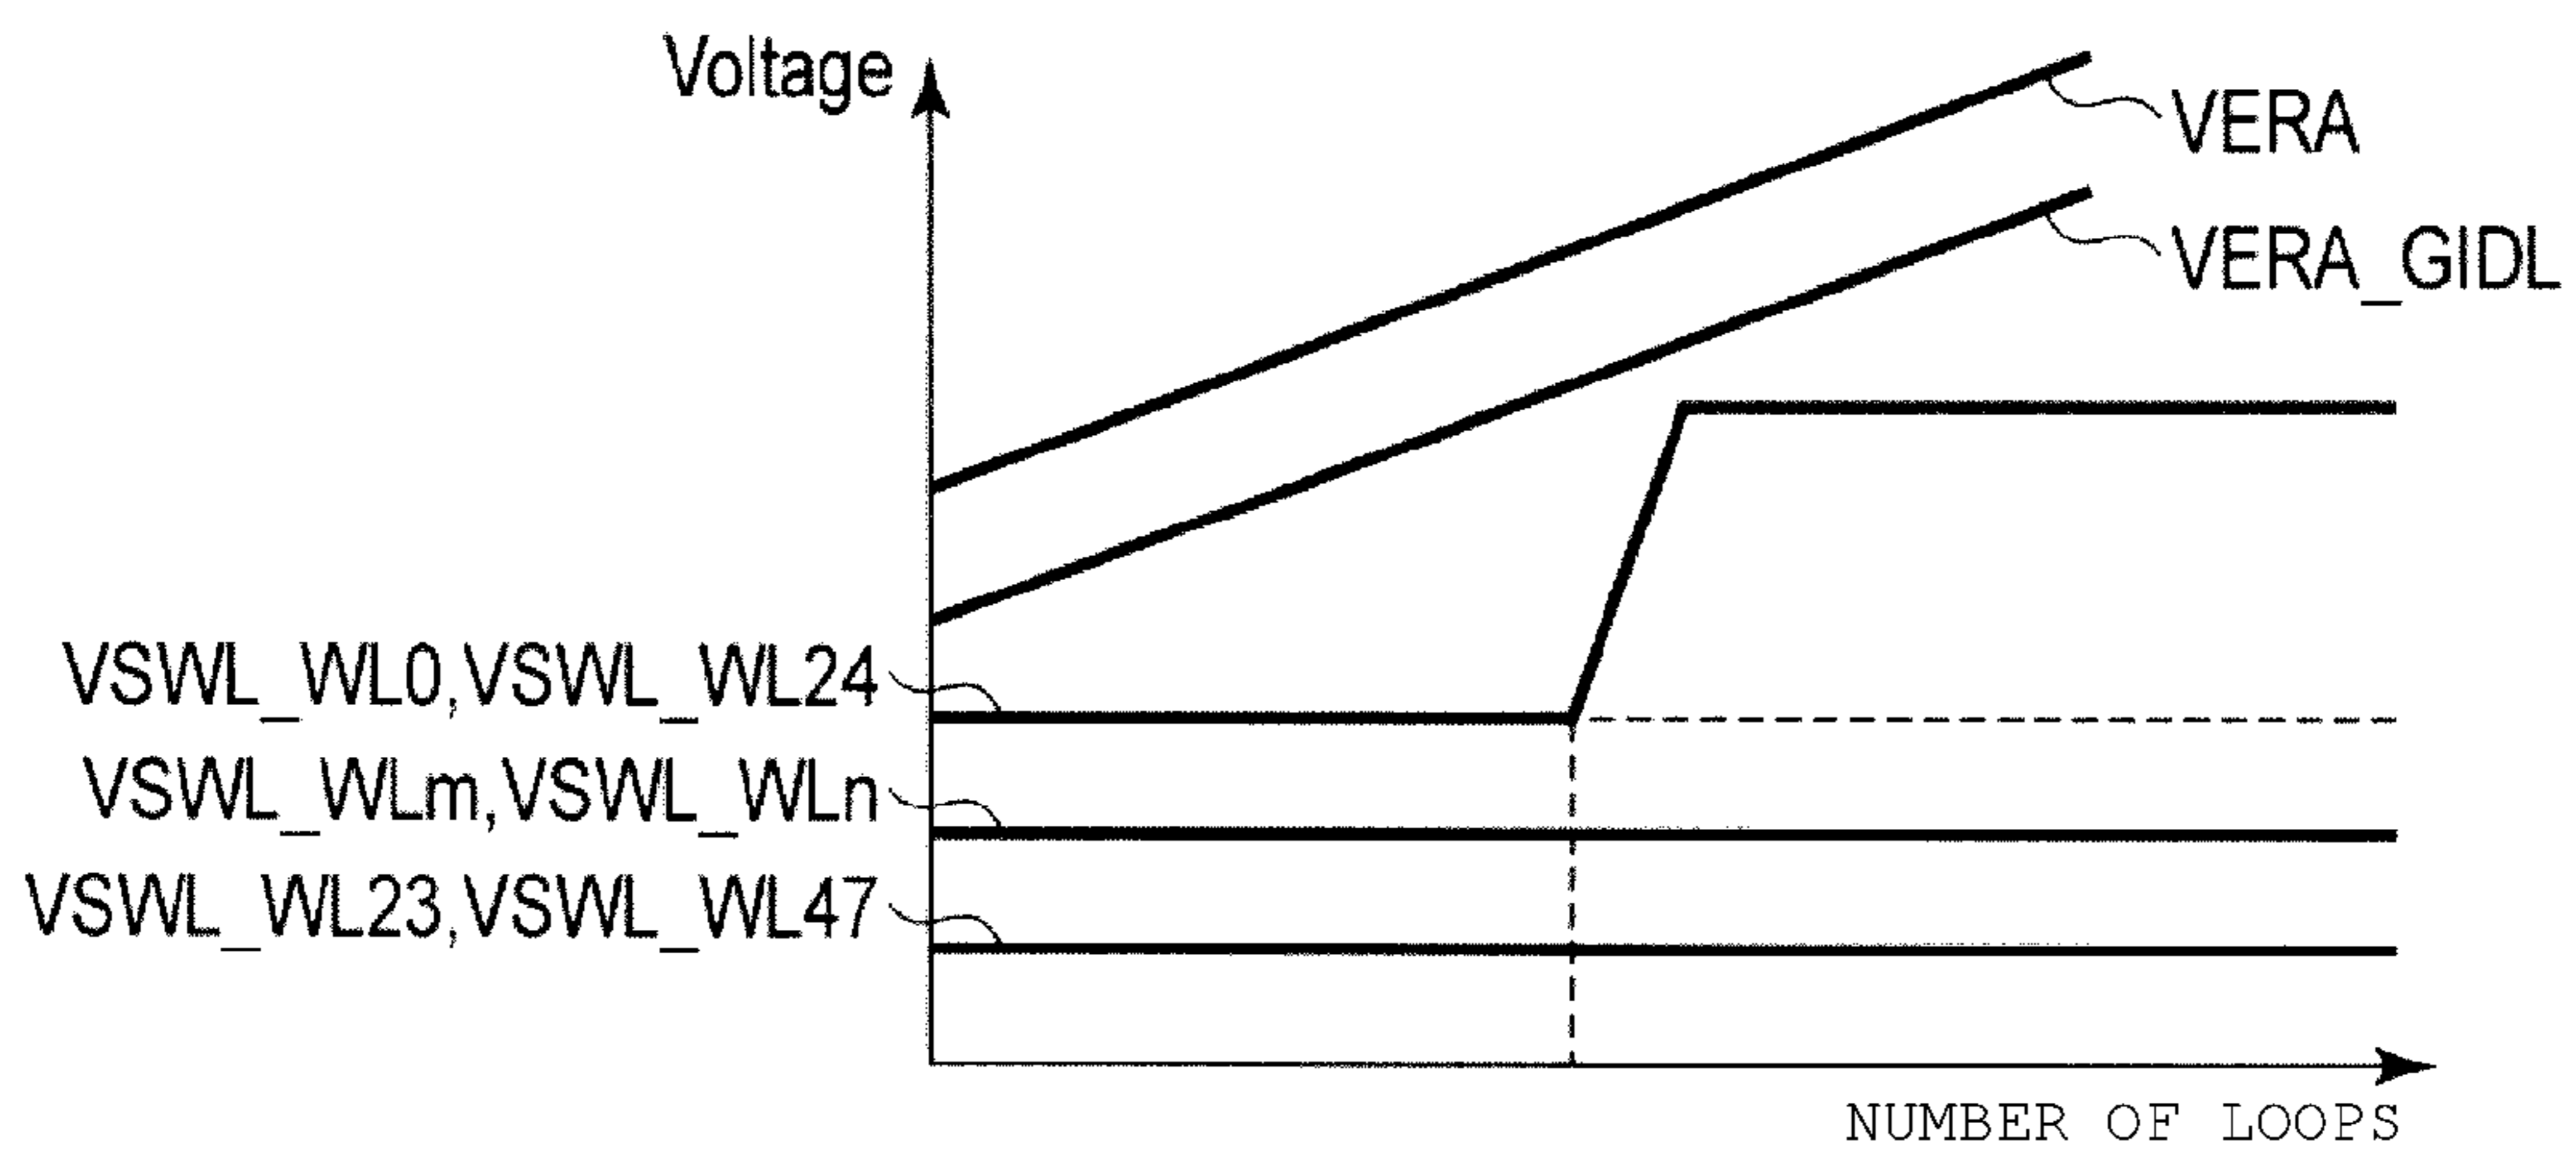 Voltage
VERA
VERA_GIDL
VSWL_WL0,VSWL_WL24
VSWL_WLm,VSWL_WLn
VSWL_WL23,VSWL_WL47
NUMBER OF LOOPS